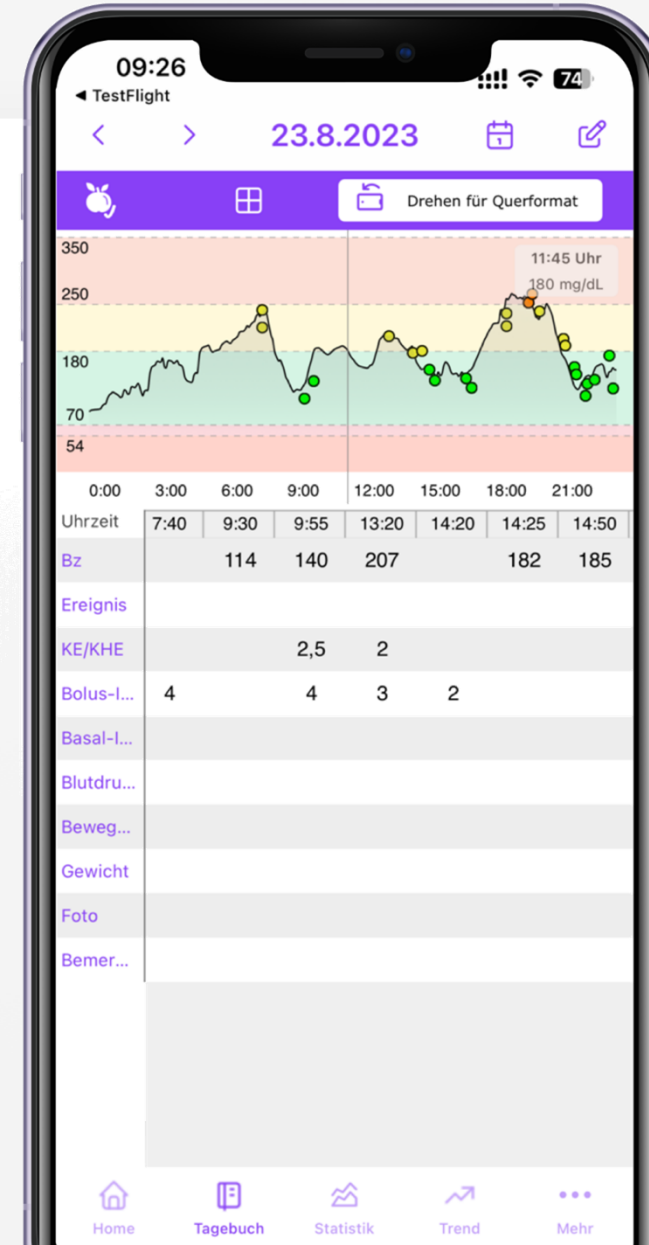 09:26
74
◀ TestFlight
23.8.2023
1
Drehen für Querformat
350
11:45 Uhr
250
180 mg/dL
180
70
54
0:00 3:00 6:00 9:00 12:00 15:00 18:00 21:00
Uhrzeit 7:40 9:30 9:55 13:20 14:20 14:25 14:50
Bz 114 140 207 182 185
Ereignis
KE/KHE 2,5 2
Bolus-I... 4 4 3 2
Basal-I...
Blutdru...
Beweg...
Gewicht
Foto
Bemer...
Home Tagebuch Statistik Trend Mehr